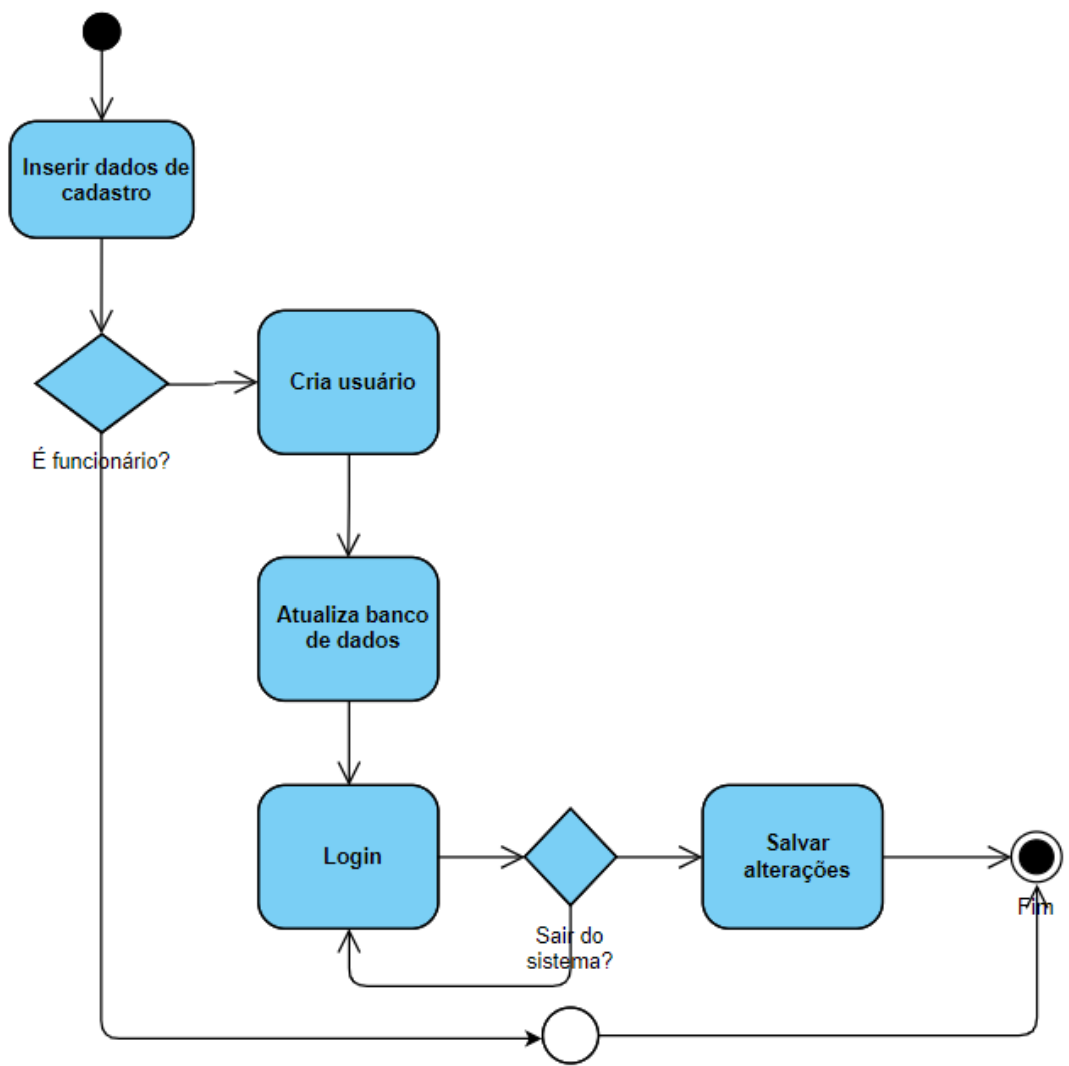 Inserir dados de
cadastro
Cria usuário
É funcionário?
Atualiza banco
de dados
Login
Salvar
alterações
Fim
Sair do
sistema?